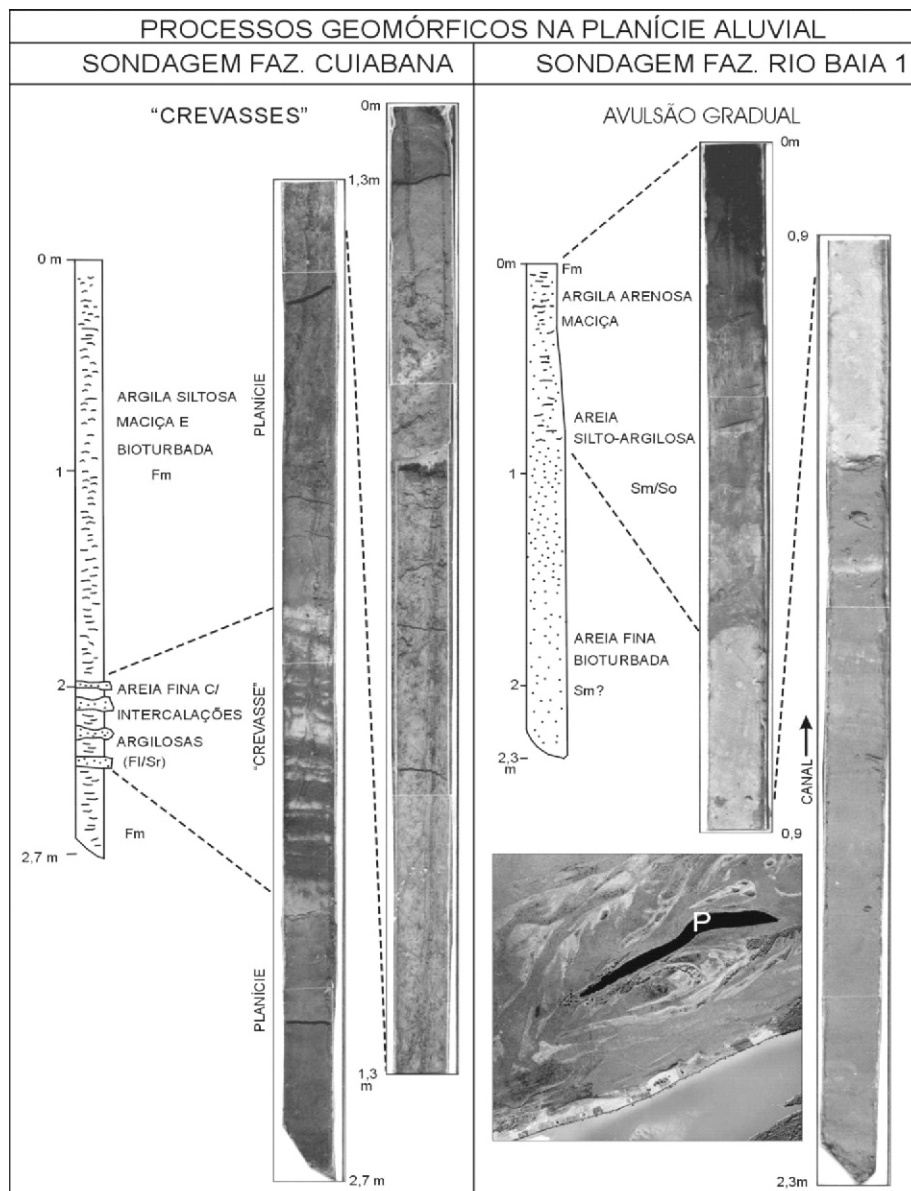 PROCESSOS GEOMÓRFICOS NA PLANÍCIE ALUVIAL
SONDAGEM FAZ. CUIABANA
"CREVASSES"
0m
1,3m
0 m
ARGILA SILTOSA
MACIÇA E
BIOTURBADA
Fm
1
PLANÍCIE
2
AREIA FINA C/
INTERCALAÇÕES
ARGILOSAS
(Fl/Sr)
"CREVASSE"
Fm
2,7 m
PLANÍCIE
1,3
m
2,7 m
SONDAGEM FAZ. RIO BAIA 1
AVULSÃO GRADUAL
0m
0,9
0m
Fm
ARGILA ARENOSA
MACIÇA
AREIA
SILTO-ARGILOSA
1
Sm/So
AREIA FINA
BIOTURBADA
2
Sm?
2,3
m
CANAL
0,9
P
2,3m